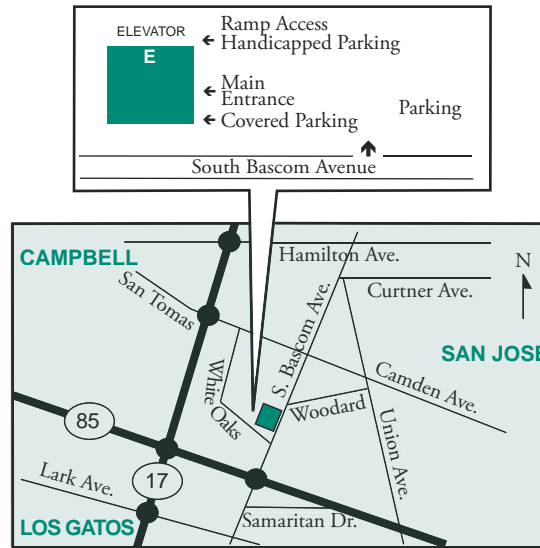 ELEVATOR
E
Ramp Access
Handicapped Parking
Main
Entrance
Covered Parking
Parking
South Bascom Avenue
CAMPBELL
Hamilton Ave.
N
San Tomas
Curtner Ave.
S. Bascom Ave.
SAN JOSE
White Oaks
Camden Ave.
Woodard
85
Union Ave.
17
Lark Ave.
LOS GATOS
Samaritan Dr.